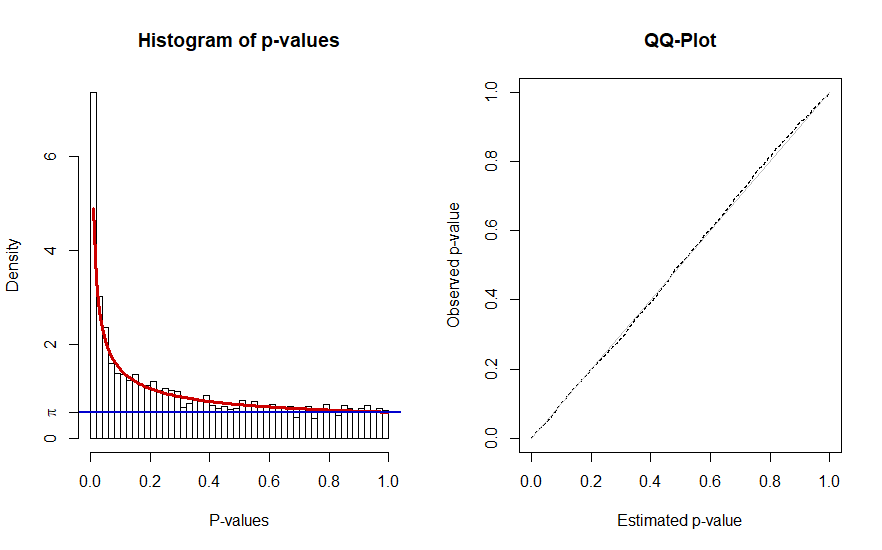 Histogram of p-values
Density
6
4
2
π
0
0.0 0.2 0.4 0.6 0.8 1.0
P-values
QQ-Plot
Observed p-value
1.0
0.8
0.6
0.4
0.2
0.0
0.0 0.2 0.4 0.6 0.8 1.0
Estimated p-value